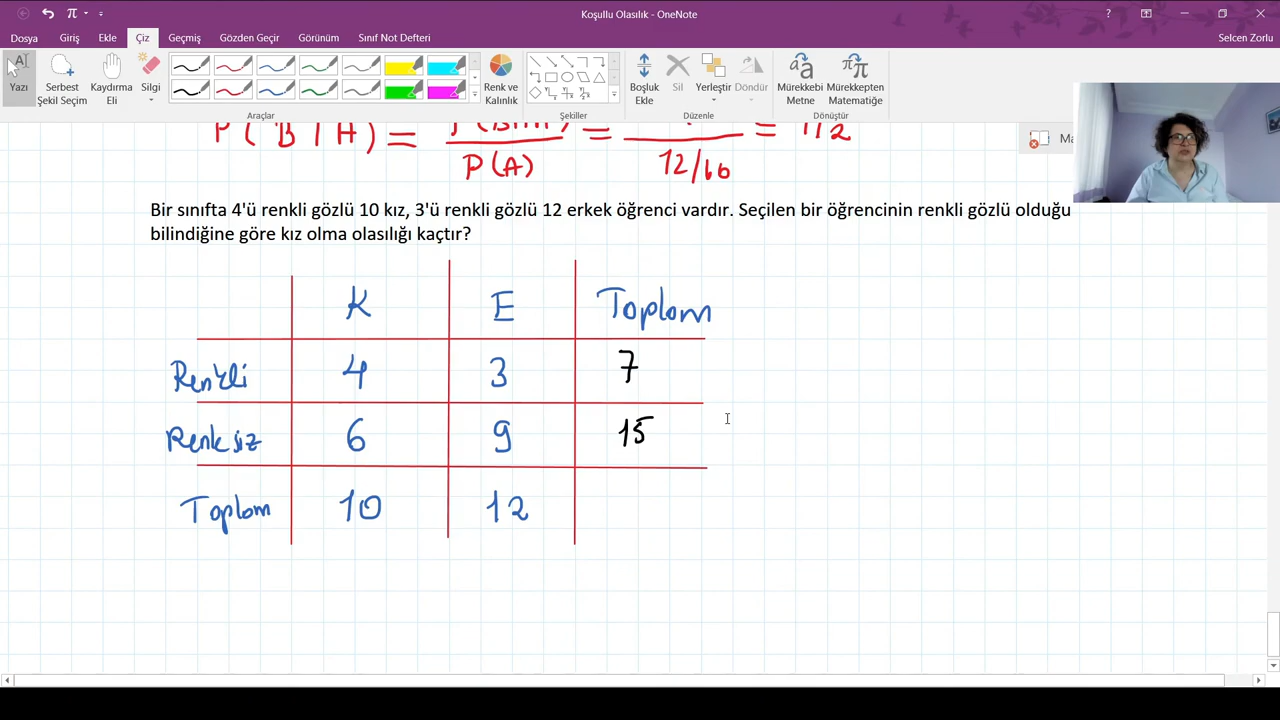 Koşullu Olasılık - OneNote
Dosya Giriş Ekle Çiz Geçmiş Gözden Geçir Görünüm Sınıf Not Defteri Selcen Zorlu
Yazı Serbest Şekil Seçim Kaydırma Eli Silgi Renk ve Kalınlık Boşluk Ekle Sil Yerleştir Döndür Mürekkebi Metne Mürekkepten Matematiğe
Araçlar Şekiller Düzenle Dönüştür
P(B|A) = = = 1/2
P(A) 12/60
Bir sınıfta 4'ü renkli gözlü 10 kız, 3'ü renkli gözlü 12 erkek öğrenci vardır. Seçilen bir öğrencinin renkli gözlü olduğu
bilindiğine göre kız olma olasılığı kaçtır?
K E Toplam
Renkli 4 3 7
Renksiz 6 9 15
Toplam 10 12